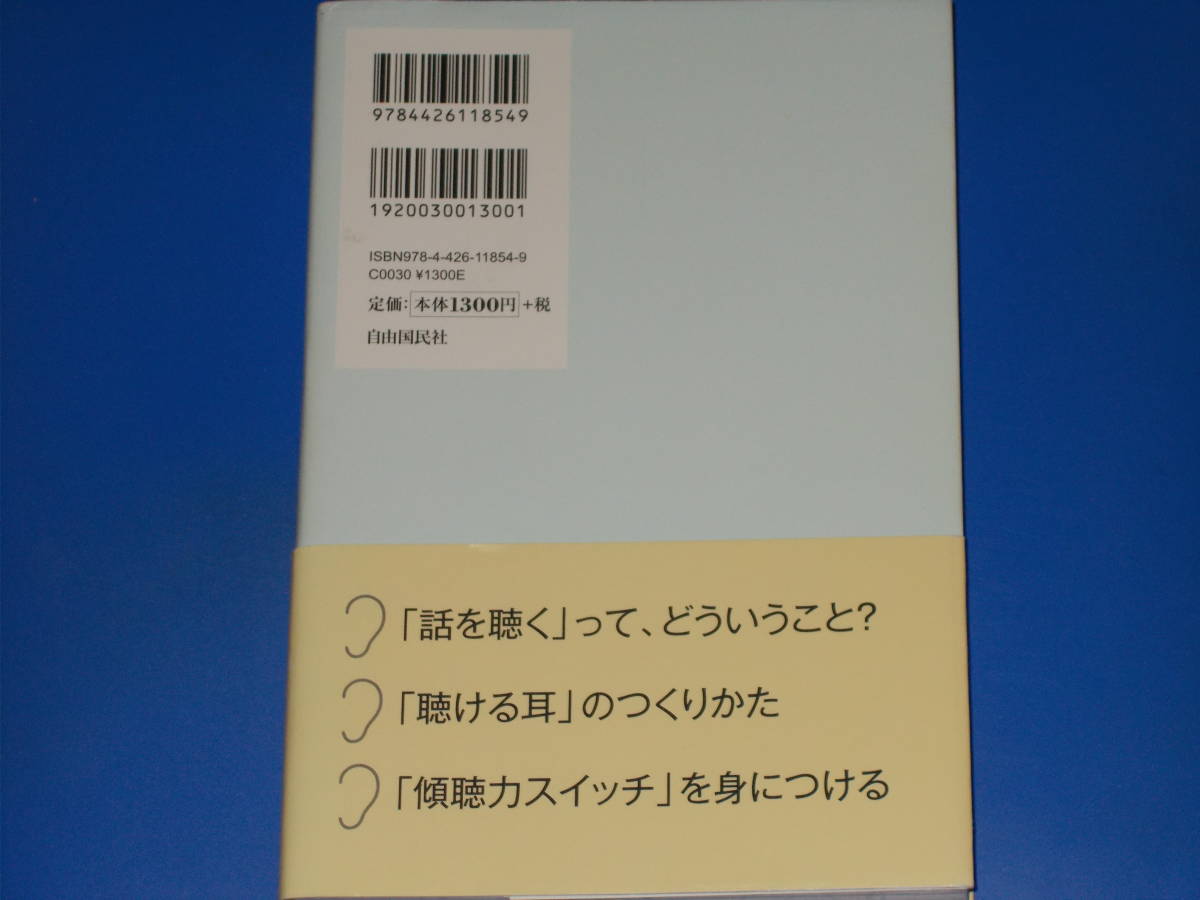 9784426118549
1920030013001
ISBN978-4-426-11854-9
C0030 ¥1300E
定価：本体1300円+税
自由国民社
「話を聴く」って、どういうこと？
「聴ける耳」のつくりかた
「傾聴力スイッチ」を身につける